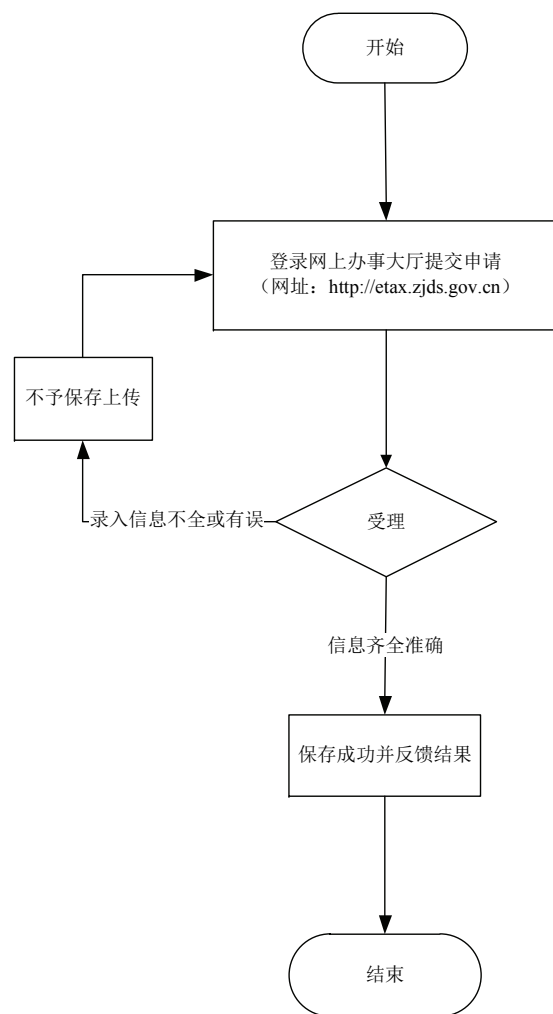 开始
登录网上办事大厅提交申请
（网址：http://etax.zjds.gov.cn）
不予保存上传
录入信息不全或有误
受理
信息齐全准确
保存成功并反馈结果
结束